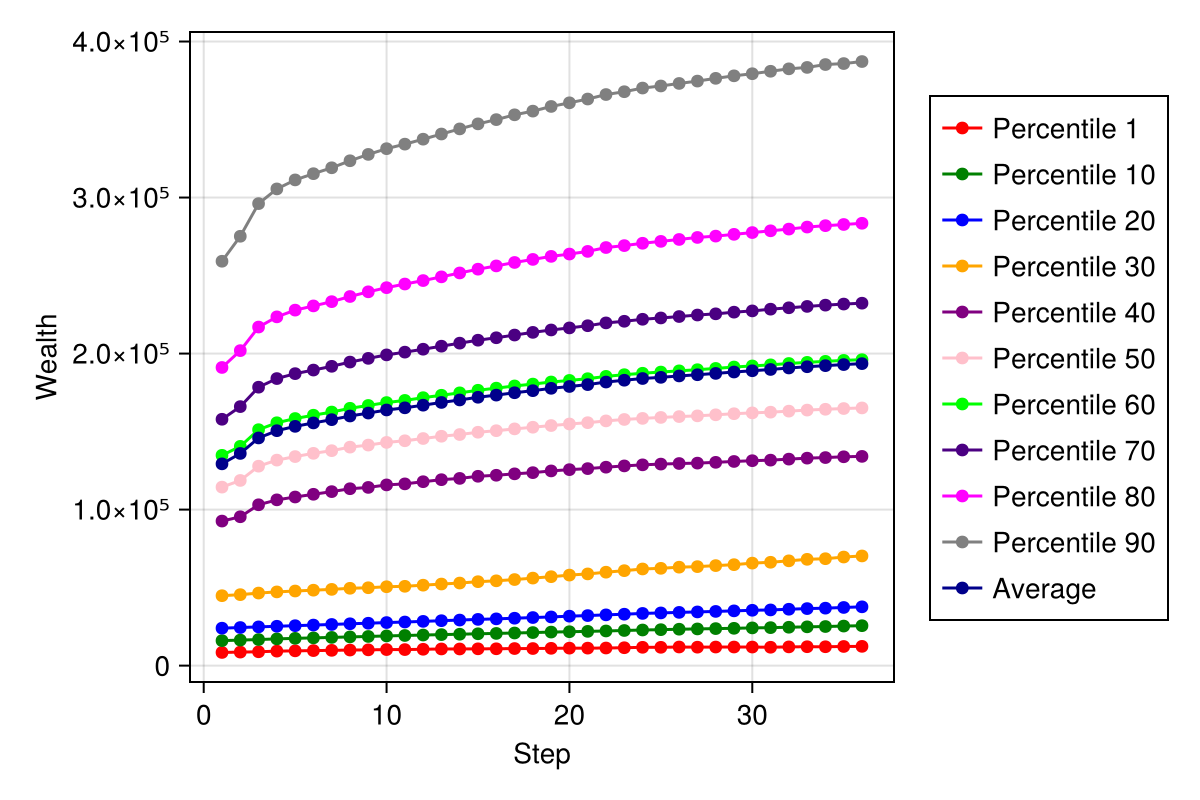 4.0×10⁵
3.0×10⁵
2.0×10⁵
1.0×10⁵
0
Wealth
0 10 20 30
Step
Percentile 1
Percentile 10
Percentile 20
Percentile 30
Percentile 40
Percentile 50
Percentile 60
Percentile 70
Percentile 80
Percentile 90
Average